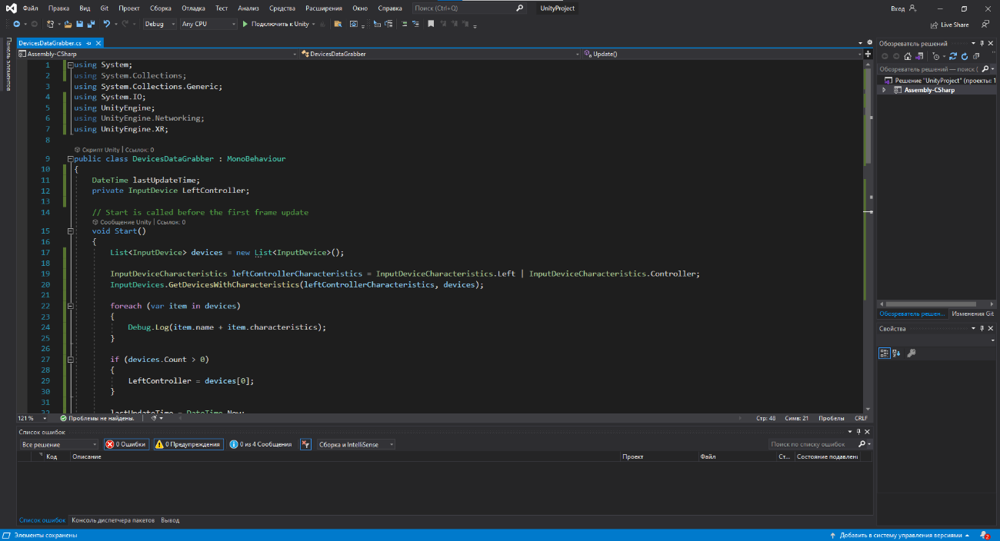 Файл Правка Вид Git Проект Сборка Отладка Тест Анализ Средства Расширения Окно Справка Поиск (Ctrl+Q) UnityProject Вход
Debug Any CPU Подключить к Unity Live Share
Панель элементов
DevicesDataGrabber.cs
Assembly-CSharp DevicesDataGrabber Update()
1 using System;
2 using System.Collections;
3 using System.Collections.Generic;
4 using System.IO;
5 using UnityEngine;
6 using UnityEngine.Networking;
7 using UnityEngine.XR;
8
Скрипт Unity | Ссылок: 0
9 public class DevicesDataGrabber : MonoBehaviour
10 {
11 DateTime lastUpdateTime;
12 private InputDevice LeftController;
13
14 // Start is called before the first frame update
Сообщение Unity | Ссылок: 0
15 void Start()
16 {
17 List<InputDevice> devices = new List<InputDevice>();
18
19 InputDeviceCharacteristics leftControllerCharacteristics = InputDeviceCharacteristics.Left | InputDeviceCharacteristics.Controller;
20 InputDevices.GetDevicesWithCharacteristics(leftControllerCharacteristics, devices);
21
22 foreach (var item in devices)
23 {
24 Debug.Log(item.name + item.characteristics);
25 }
26
27 if (devices.Count > 0)
28 {
29 LeftController = devices[0];
30 }
31
32 lastUpdateTime = DateTime.Now;
121 % Проблемы не найдены. Стр: 48 Симв: 21 Пробелы CRLF
Обозреватель решений
Обозреватель решений — поиск (
Решение "UnityProject" (проекты: 1
Assembly-CSharp
Обозреватель решен... Изменения Git
Свойства
Список ошибок
Все решение 0 Ошибки 0 Предупреждения 0 из 4 Сообщения Сборка и IntelliSense Поиск по списку ошибок
Код Описание Проект Файл Ст... Состояние подавлен
Список ошибок Консоль диспетчера пакетов Вывод
Элементы сохранены Добавить в систему управления версиями 2